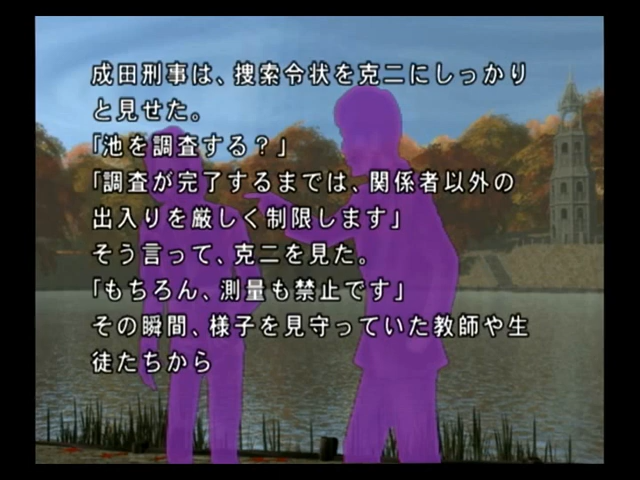 成田刑事は、捜索令状を克二にしっかり
と見せた。
「池を調査する？」
「調査が完了するまでは、関係者以外の
出入りを厳しく制限します」
そう言って、克二を見た。
「もちろん、測量も禁止です」
その瞬間、様子を見守っていた教師や生
徒たちから